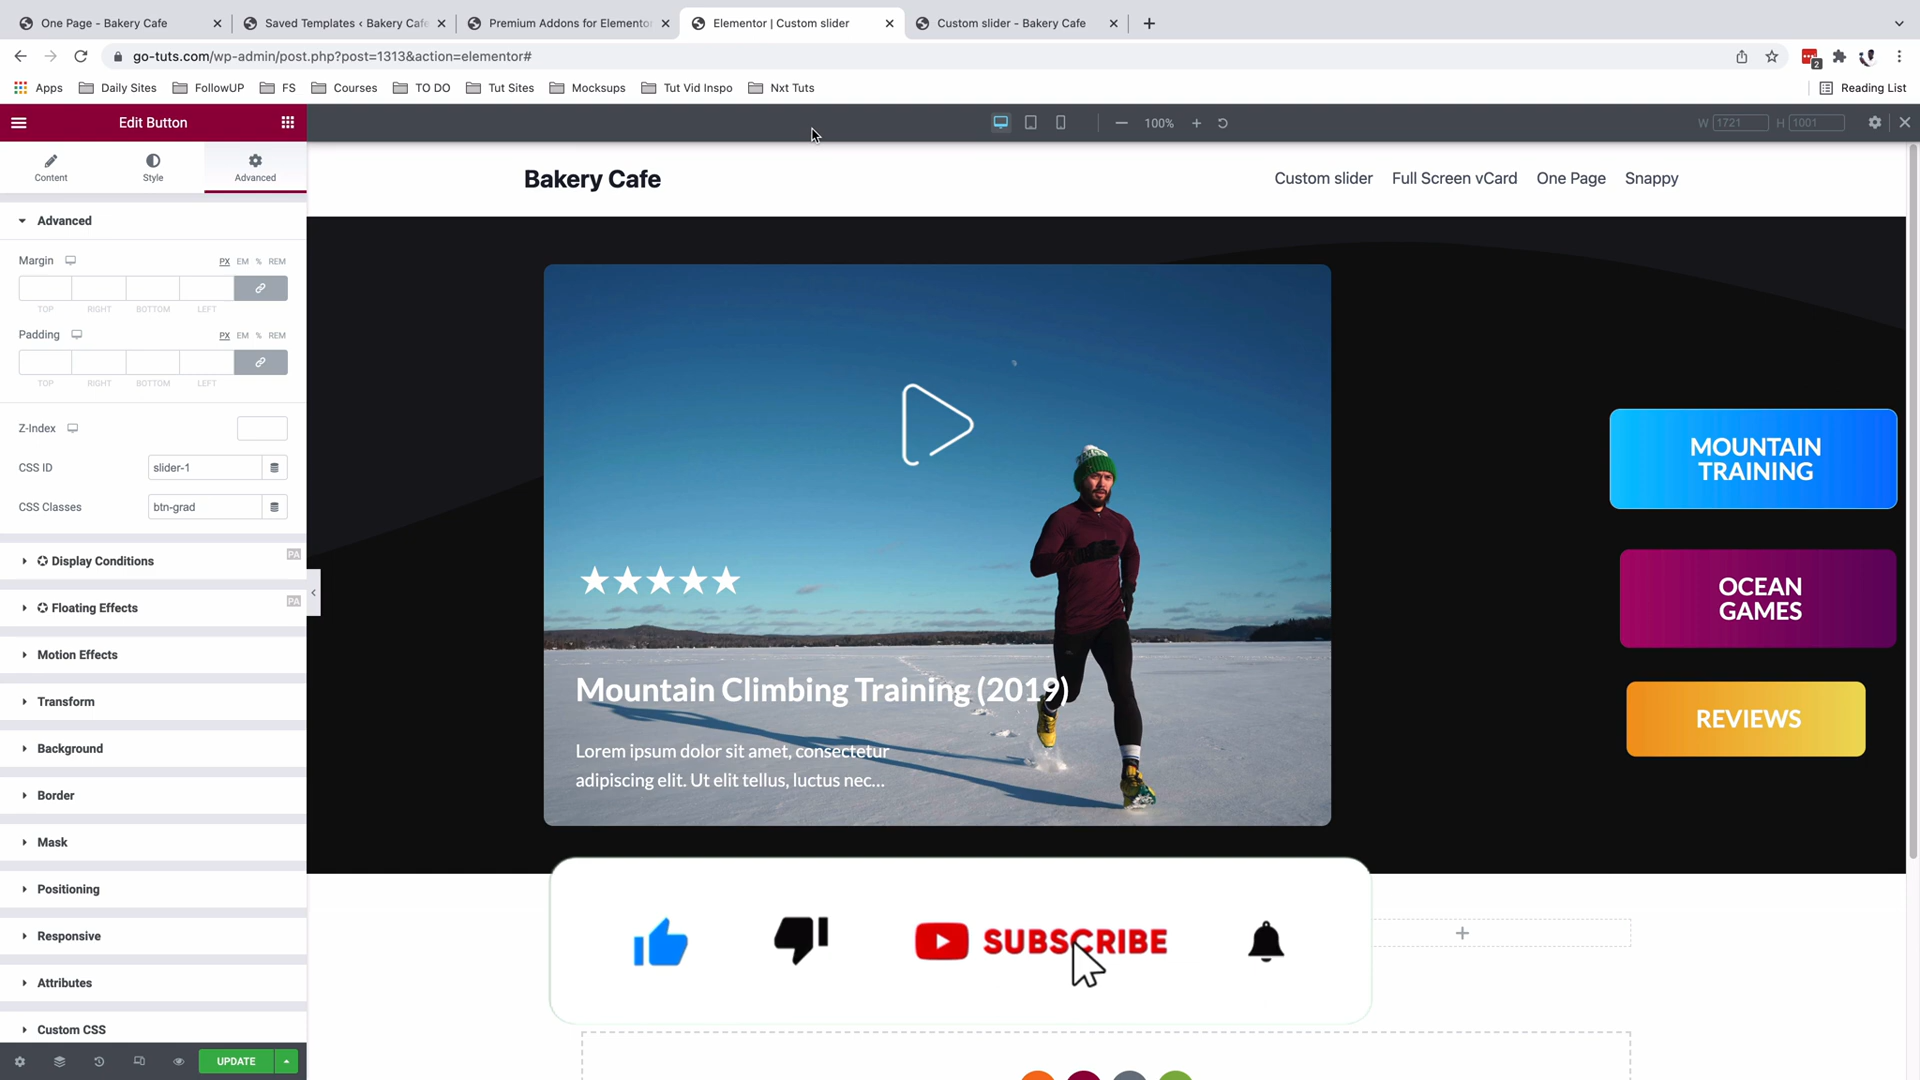 One Page - Bakery Cafe
Saved Templates ‹ Bakery Cafe
Premium Addons for Elementor
Elementor | Custom slider
Custom slider - Bakery Cafe
go-tuts.com/wp-admin/post.php?post=1313&action=elementor#
2
Apps
Daily Sites
FollowUP
FS
Courses
TO DO
Tut Sites
Mocksups
Tut Vid Inspo
Nxt Tuts
Reading List
Edit Button
100%
W 1721 H 1001
Content
Style
Advanced
Bakery Cafe
Custom slider
Full Screen vCard
One Page
Snappy
Advanced
Margin
PX EM % REM
TOP RIGHT BOTTOM LEFT
Padding
PX EM % REM
TOP RIGHT BOTTOM LEFT
Z-Index
CSS ID
slider-1
CSS Classes
btn-grad
Display Conditions
PA
Floating Effects
PA
Motion Effects
Transform
Background
Border
Mask
Positioning
Responsive
Attributes
Custom CSS
UPDATE
Mountain Climbing Training (2019)
Lorem ipsum dolor sit amet, consectetur
adipiscing elit. Ut elit tellus, luctus nec...
MOUNTAIN
TRAINING
OCEAN
GAMES
REVIEWS
SUBSCRIBE